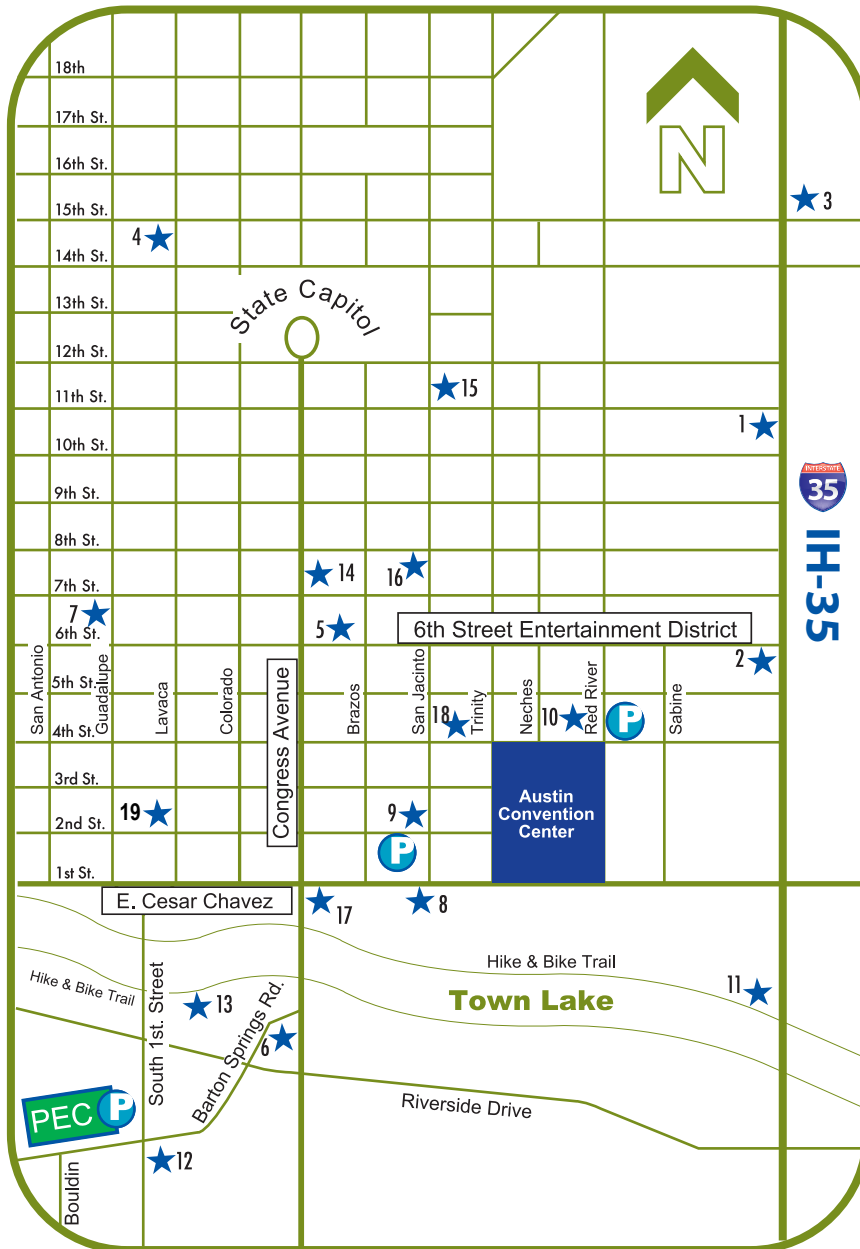 18th
17th St.
N
16th St.
3
15th St.
4
14th St.
13th St.
State Capitol
12th St.
15
11th St.
1
10th St.
INTERSTATE
35
9th St.
IH-35
8th St.
14
16
7th St.
7
5
6th Street Entertainment District
6th St.
2
San Antonio
5th St.
Guadalupe
Lavaca
Colorado
Congress Avenue
Brazos
San Jacinto
18
Trinity
Neches
10
Red River
P
Sabine
4th St.
3rd St.
Austin
Convention
Center
19
9
2nd St.
P
1st St.
E. Cesar Chavez
17
8
Hike & Bike Trail
Hike & Bike Trail
11
Town Lake
13
South 1st. Street
Barton Springs Rd.
6
PEC
P
Riverside Drive
12
Bouldin